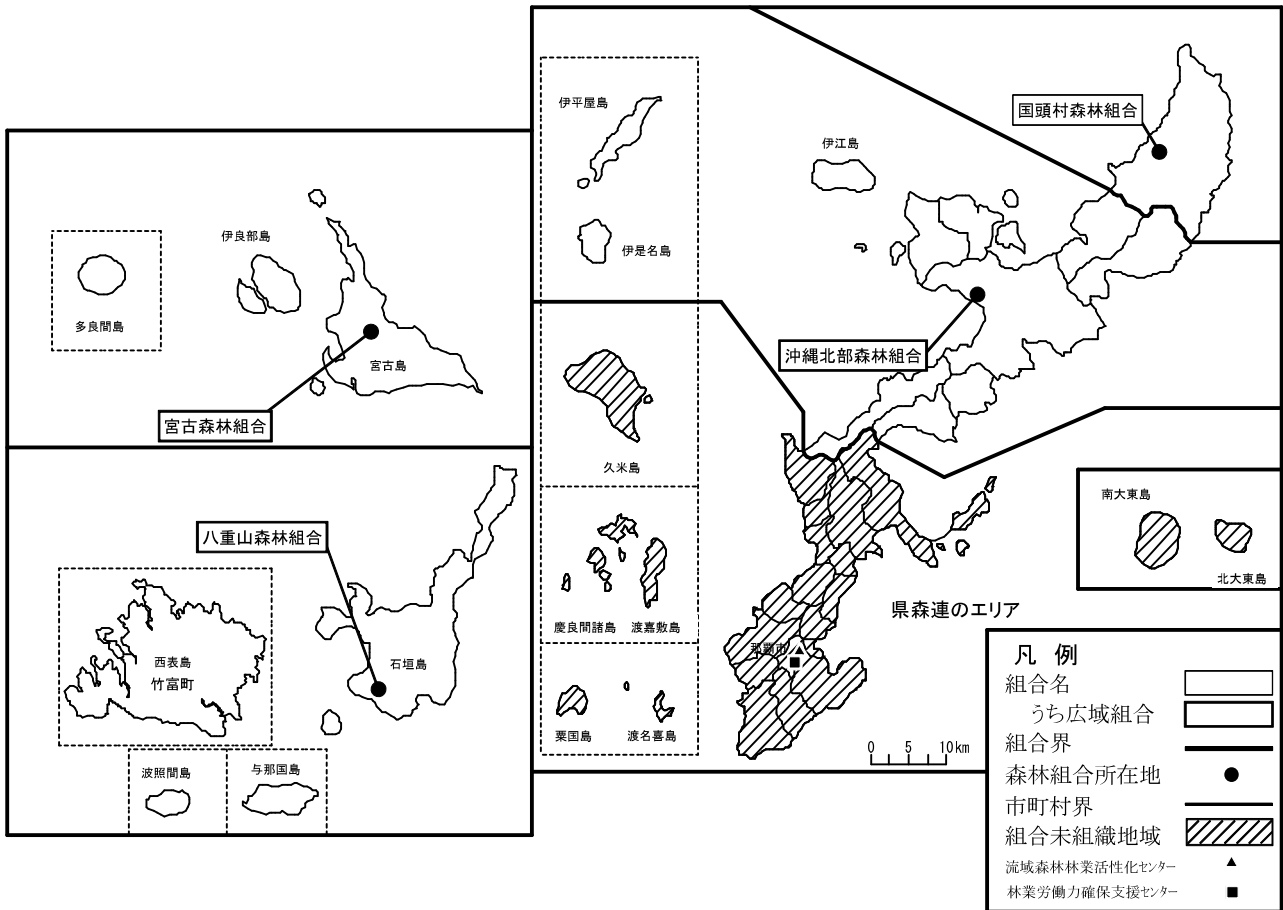 国頭村森林組合
伊平屋島
伊江島
伊是名島
沖縄北部森林組合
伊良部島
多良間島
宮古島
宮古森林組合
久米島
慶良間諸島
渡嘉敷島
粟国島
渡名喜島
那覇市
県森連のエリア
南大東島
北大東島
八重山森林組合
西表島
竹富町
石垣島
波照間島
与那国島
0 5 10km
凡 例
組合名
うち広域組合
組合界
森林組合所在地
市町村界
組合未組織地域
流域森林林業活性化センター
林業労働力確保支援センター